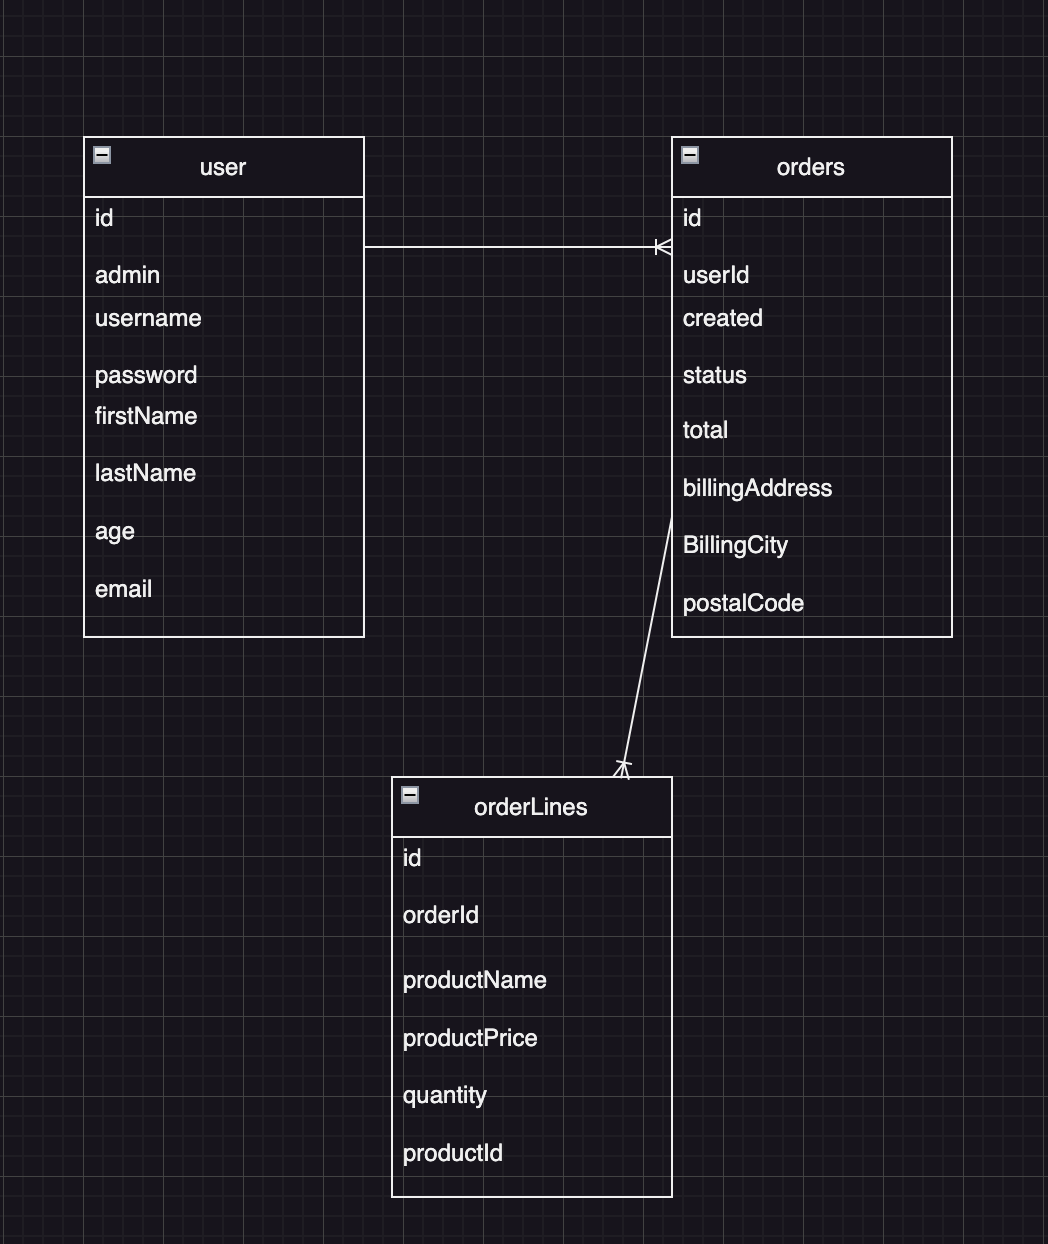 user
id
admin
username
password
firstName
lastName
age
email
orders
id
userId
created
status
total
billingAddress
BillingCity
postalCode
orderLines
id
orderId
productName
productPrice
quantity
productId